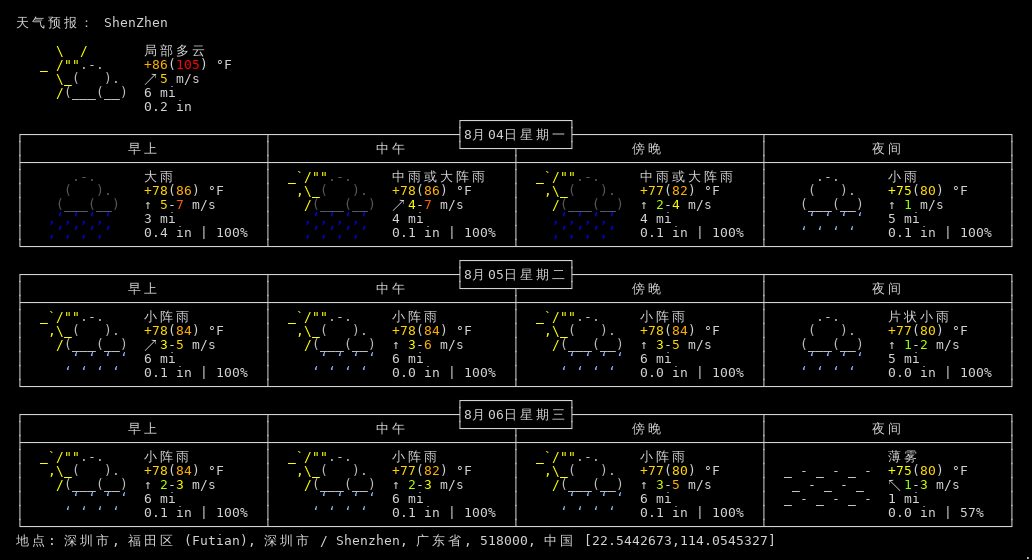 天气预报： ShenZhen
局部多云
+86(105) °F
↗5 m/s
6 mi
0.2 in
8月04日星期一
早上 中午 傍晚 夜间
大雨 中雨或大阵雨 中雨或大阵雨 小雨
+78(86) °F +78(86) °F +77(82) °F +75(80) °F
↑ 5-7 m/s ↗4-7 m/s ↑ 2-4 m/s ↑ 1 m/s
3 mi 4 mi 4 mi 5 mi
0.4 in | 100% 0.1 in | 100% 0.1 in | 100% 0.1 in | 100%
8月05日星期二
早上 中午 傍晚 夜间
小阵雨 小阵雨 小阵雨 片状小雨
+78(84) °F +78(84) °F +78(84) °F +77(80) °F
↗3-5 m/s ↑ 3-6 m/s ↑ 3-5 m/s ↑ 1-2 m/s
6 mi 6 mi 6 mi 5 mi
0.1 in | 100% 0.0 in | 100% 0.1 in | 100% 0.0 in | 100%
8月06日星期三
早上 中午 傍晚 夜间
小阵雨 小阵雨 小阵雨 薄雾
+78(84) °F +77(82) °F +77(80) °F +75(80) °F
↑ 2-3 m/s ↑ 2-3 m/s ↑ 3-5 m/s ↖1-3 m/s
6 mi 6 mi 6 mi 1 mi
0.1 in | 100% 0.1 in | 100% 0.1 in | 100% 0.0 in | 57%
地点: 深圳市, 福田区 (Futian), 深圳市 / Shenzhen, 广东省, 518000, 中国 [22.5442673,114.0545327]